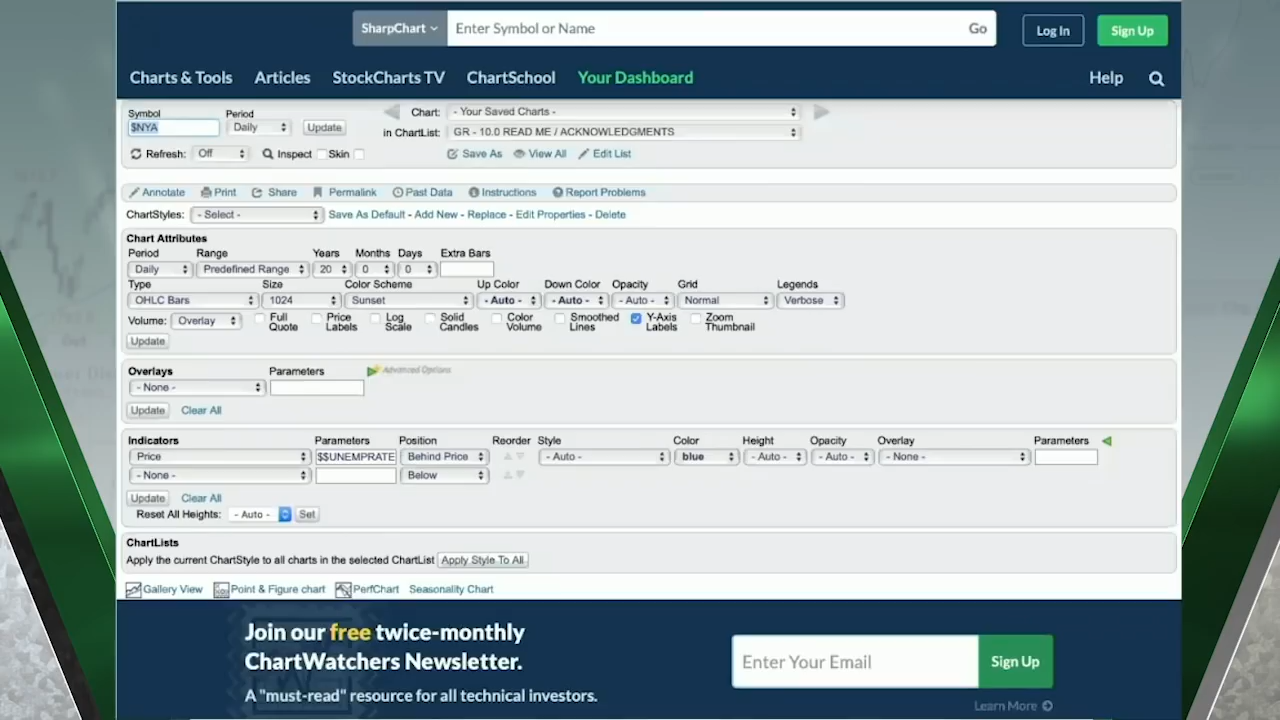 SharpChart Enter Symbol or Name Go Log In Sign Up
Charts & Tools Articles StockCharts TV ChartSchool Your Dashboard Help
Symbol Period Chart: - Your Saved Charts -
$NYA Daily Update in ChartList: GR - 10.0 READ ME / ACKNOWLEDGMENTS
Refresh: Off Inspect Skin Save As View All Edit List
Annotate Print Share Permalink Past Data Instructions Report Problems
ChartStyles: - Select - Save As Default - Add New - Replace - Edit Properties - Delete
Chart Attributes
Period Range Years Months Days Extra Bars
Daily Predefined Range 20 0 0
Type Size Color Scheme Up Color Down Color Opacity Grid Legends
OHLC Bars 1024 Sunset - Auto - - Auto - - Auto - Normal Verbose
Volume: Overlay Full Quote Price Labels Log Scale Solid Candles Color Volume Smoothed Lines Y-Axis Labels Zoom Thumbnail
Update
Overlays Parameters Advanced Options
- None -
Update Clear All
Indicators Parameters Position Reorder Style Color Height Opacity Overlay Parameters
Price $$UNEMPRATE Behind Price - Auto - blue - Auto - - Auto - - None -
- None - Below
Update Clear All
Reset All Heights: - Auto - Set
ChartLists
Apply the current ChartStyle to all charts in the selected ChartList Apply Style To All
Gallery View Point & Figure chart PerfChart Seasonality Chart
Join our free twice-monthly
ChartWatchers Newsletter.
A "must-read" resource for all technical investors.
Enter Your Email Sign Up
Learn More